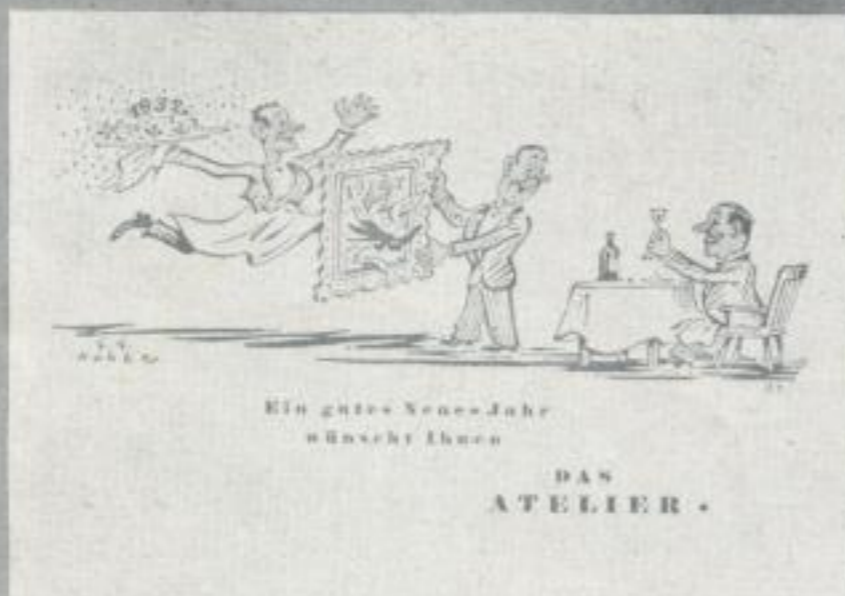 1932.
Ein gutes Neues Jahr
wünscht Ihnen
DAS
ATELIER •